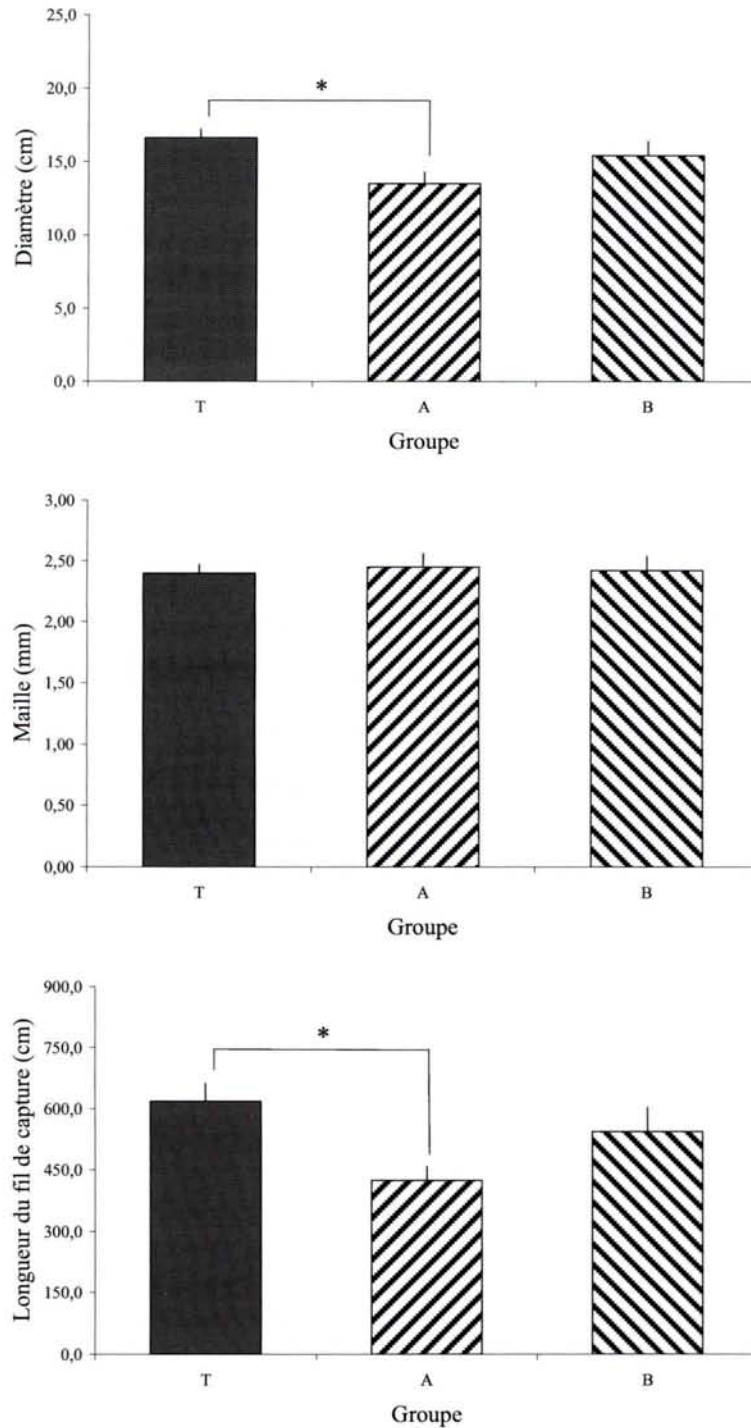 25,0
20,0
15,0
10,0
5,0
0,0
Diamètre (cm)
*
T A B
Groupe
3,00
2,50
2,00
1,50
1,00
0,50
0,00
Maille (mm)
T A B
Groupe
900,0
750,0
600,0
450,0
300,0
150,0
0,0
Longueur du fil de capture (cm)
*
T A B
Groupe